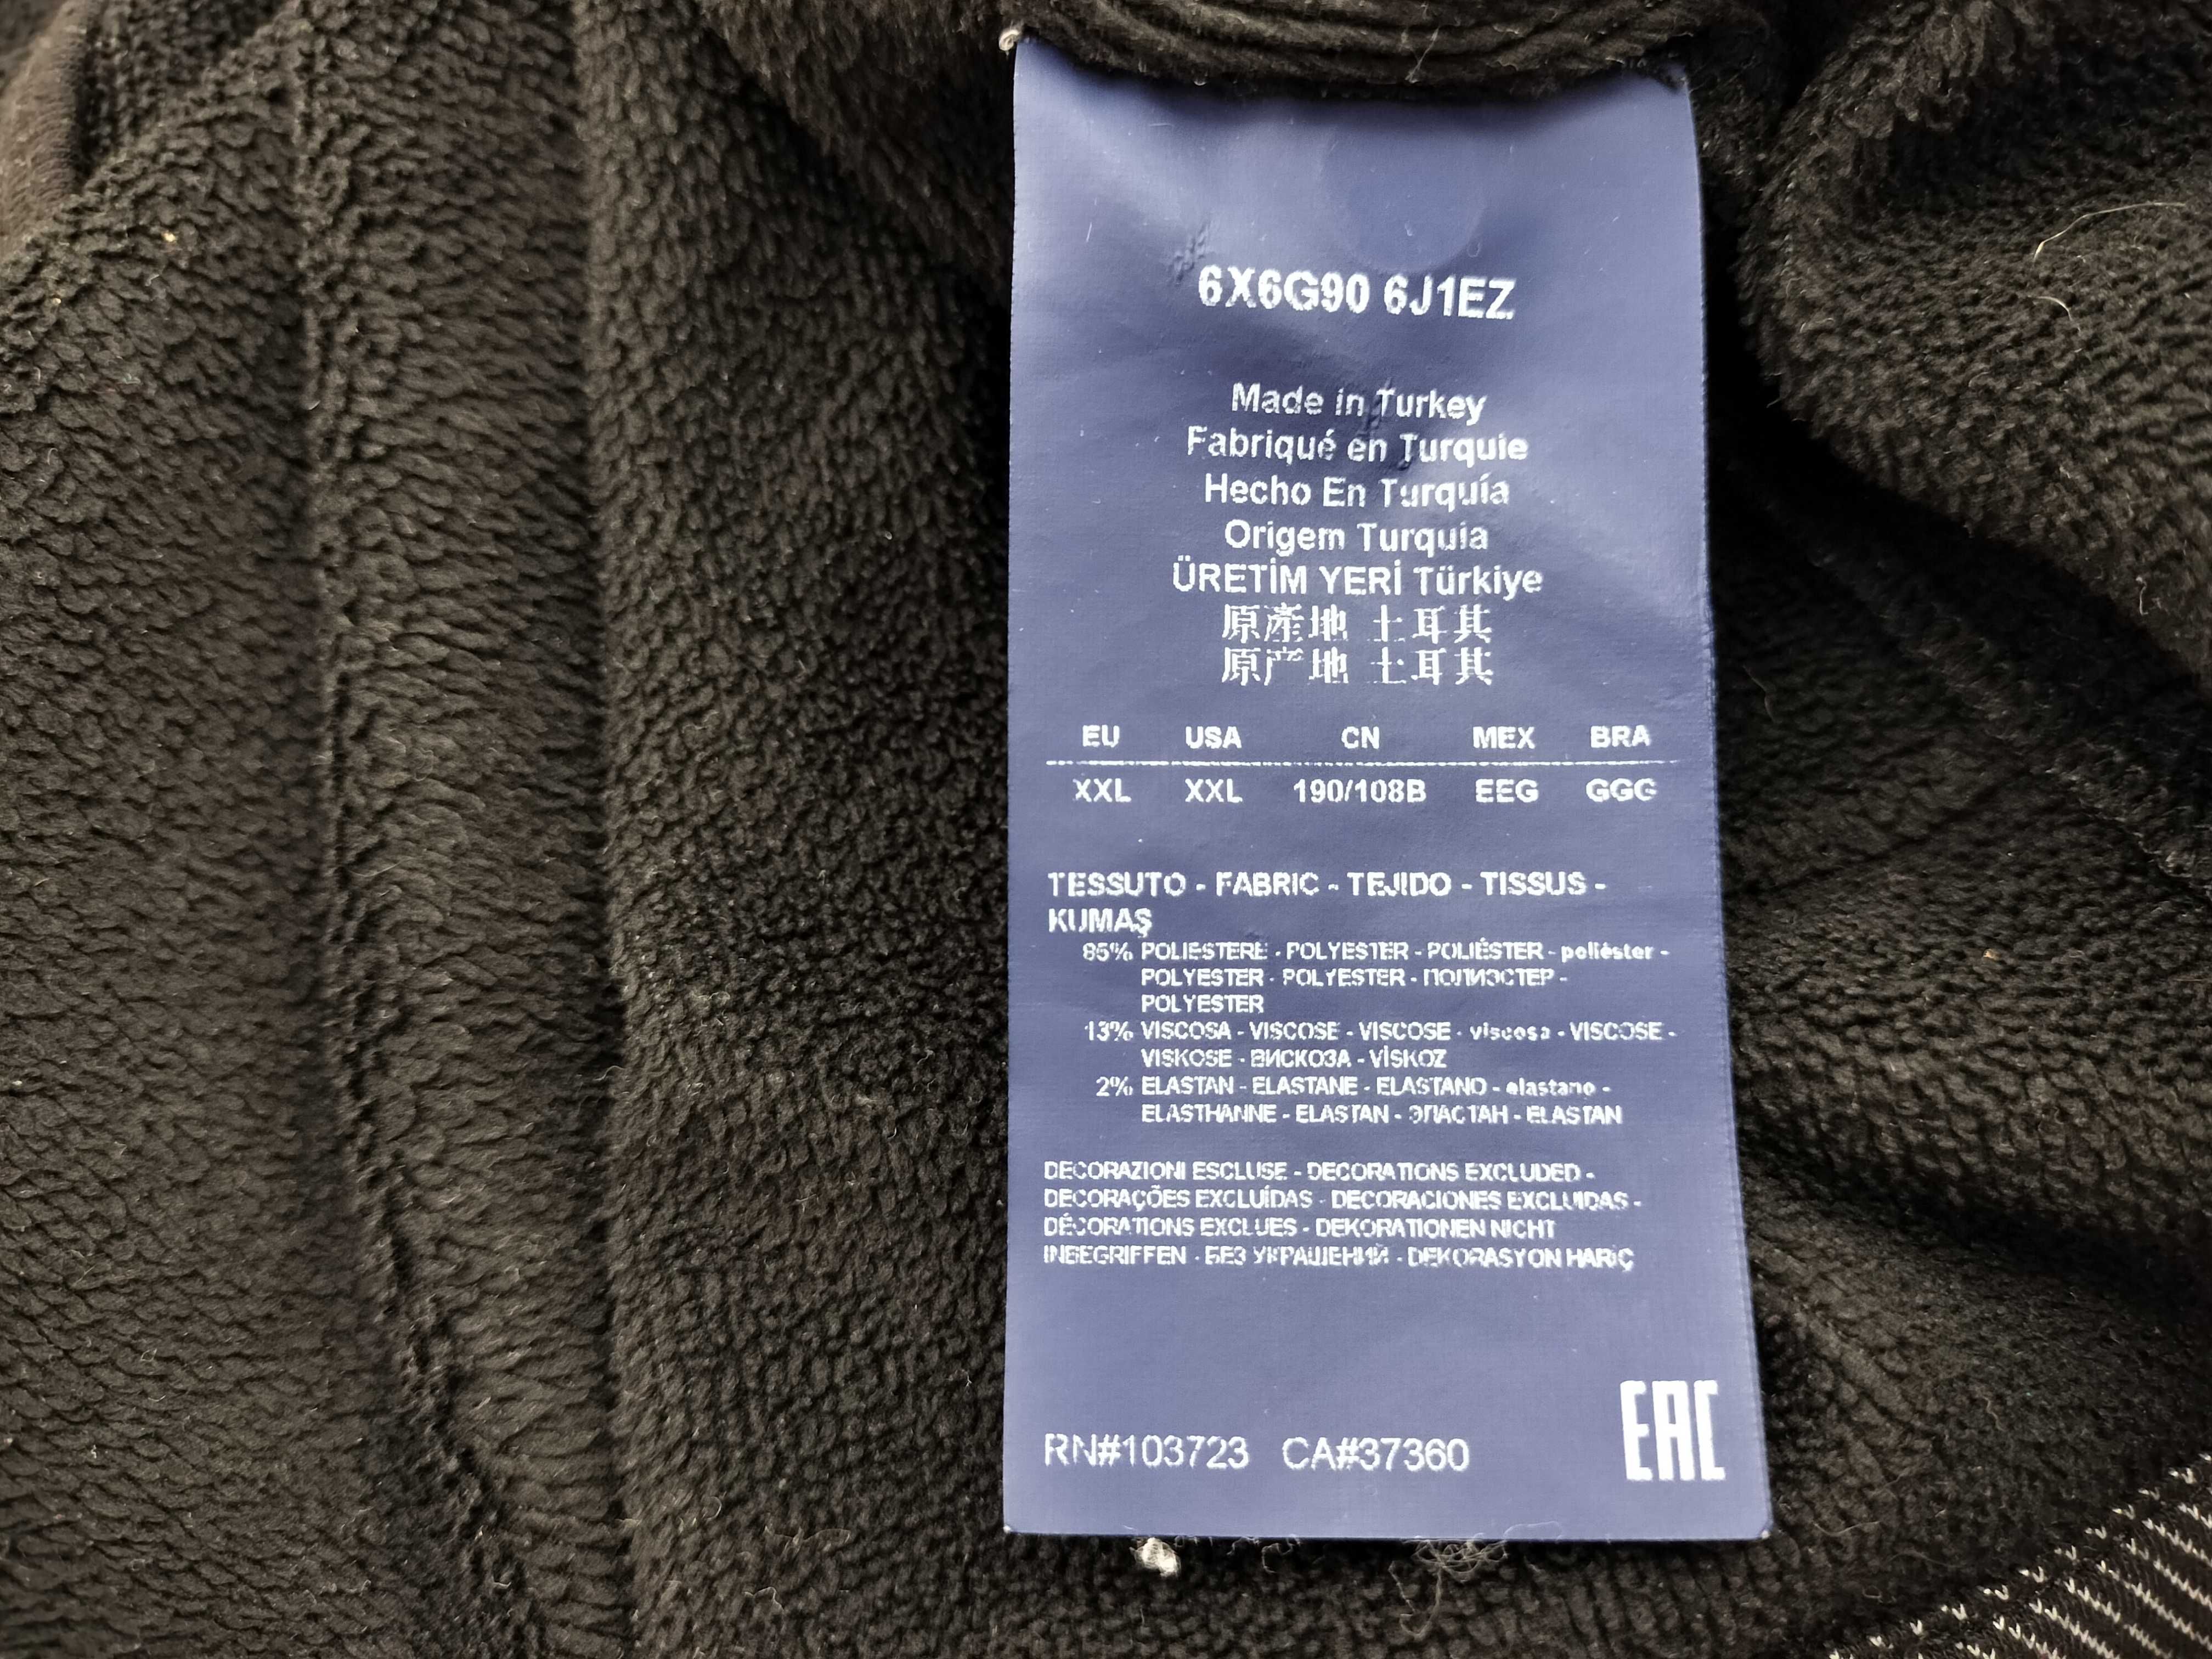 6X6G90 6J1EZ
Made in Turkey
Fabriqué en Turquie
Hecho En Turquía
Origem Turquia
ÜRETİM YERİ Türkiye
原產地 土耳其
原产地 土耳其
EU USA CN MEX BRA
XXL XXL 190/108B EEG GGG
TESSUTO - FABRIC - TEJIDO - TISSUS -
KUMAŞ
85% POLIESTERE - POLYESTER - POLIÉSTER - poliéster -
POLYESTER - POLYESTER - ПОЛИЭСТЕР -
POLYESTER
13% VISCOSA - VISCOSE - VISCOSE - viscosa - VISCOSE -
VISKOSE - ВИСКОЗА - VİSKOZ
2% ELASTAN - ELASTANE - ELASTANO - elastano -
ELASTHANNE - ELASTAN - ЭЛАСТАН - ELASTAN
DECORAZIONI ESCLUSE - DECORATIONS EXCLUDED -
DECORAÇÕES EXCLUÍDAS - DECORACIONES EXCLUIDAS -
DÉCORATIONS EXCLUES - DEKORATIONEN NICHT
INBEGRIFFEN - БЕЗ УКРАШЕНИЙ - DEKORASYON HARİÇ
EAC
RN#103723 CA#37360